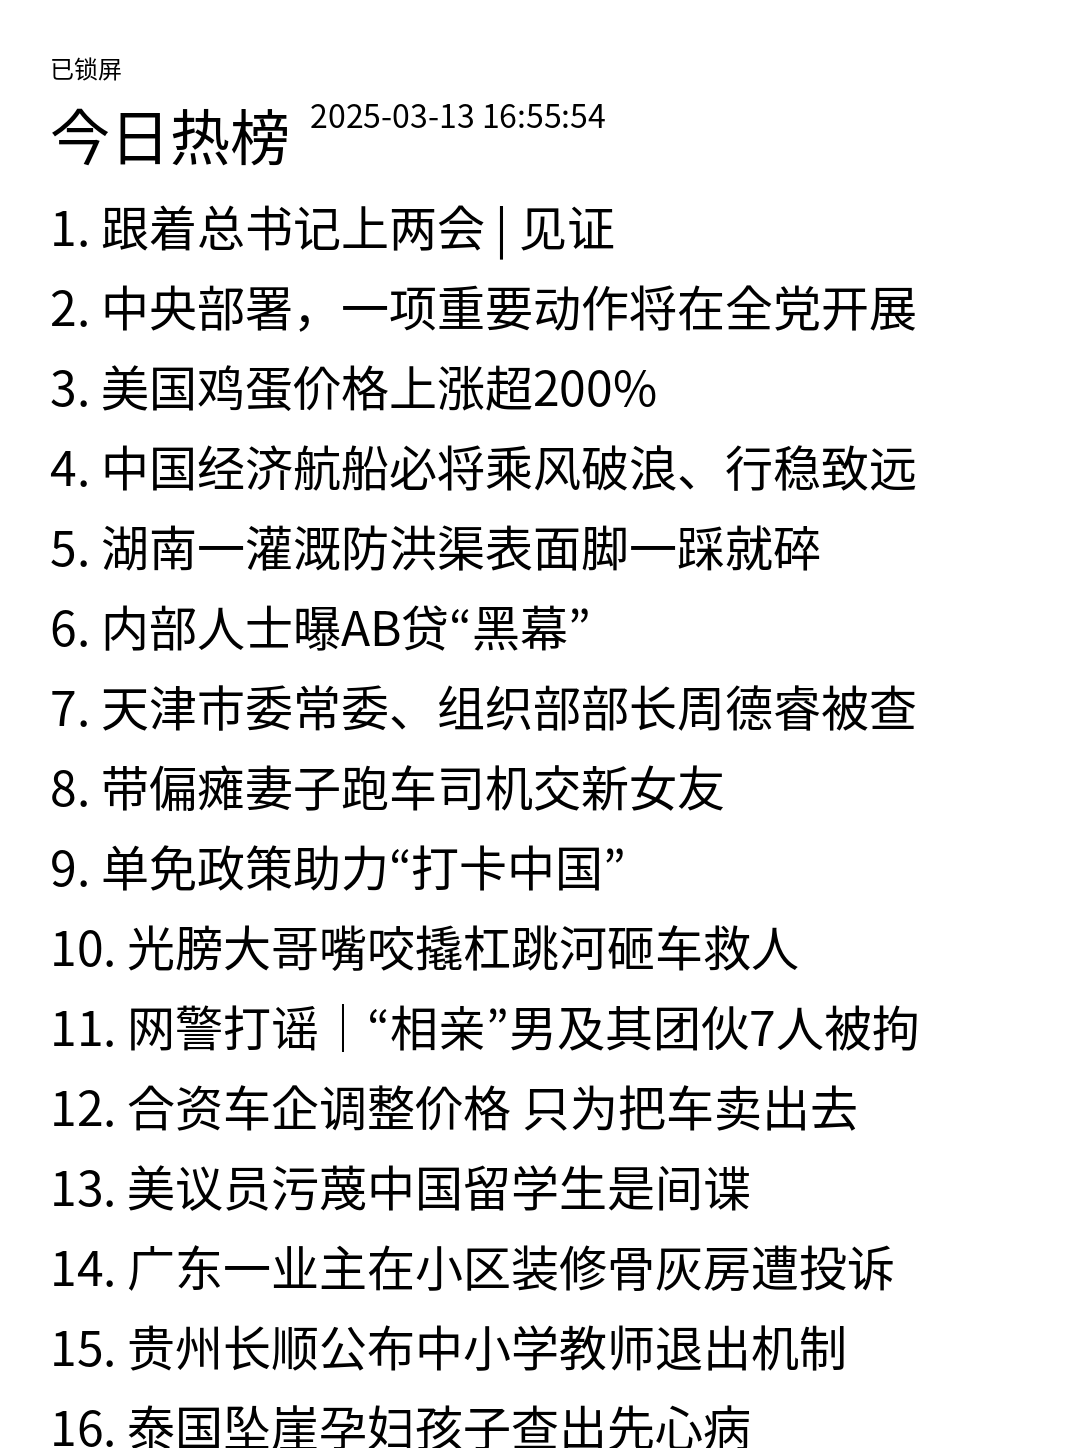 已锁屏
今日热榜 2025-03-13 16:55:54
1. 跟着总书记上两会 | 见证
2. 中央部署，一项重要动作将在全党开展
3. 美国鸡蛋价格上涨超200%
4. 中国经济航船必将乘风破浪、行稳致远
5. 湖南一灌溉防洪渠表面脚一踩就碎
6. 内部人士曝AB贷“黑幕”
7. 天津市委常委、组织部部长周德睿被查
8. 带偏瘫妻子跑车司机交新女友
9. 单免政策助力“打卡中国”
10. 光膀大哥嘴咬撬杠跳河砸车救人
11. 网警打谣｜“相亲”男及其团伙7人被拘
12. 合资车企调整价格 只为把车卖出去
13. 美议员污蔑中国留学生是间谍
14. 广东一业主在小区装修骨灰房遭投诉
15. 贵州长顺公布中小学教师退出机制
16. 泰国坠崖孕妇孩子查出先心病